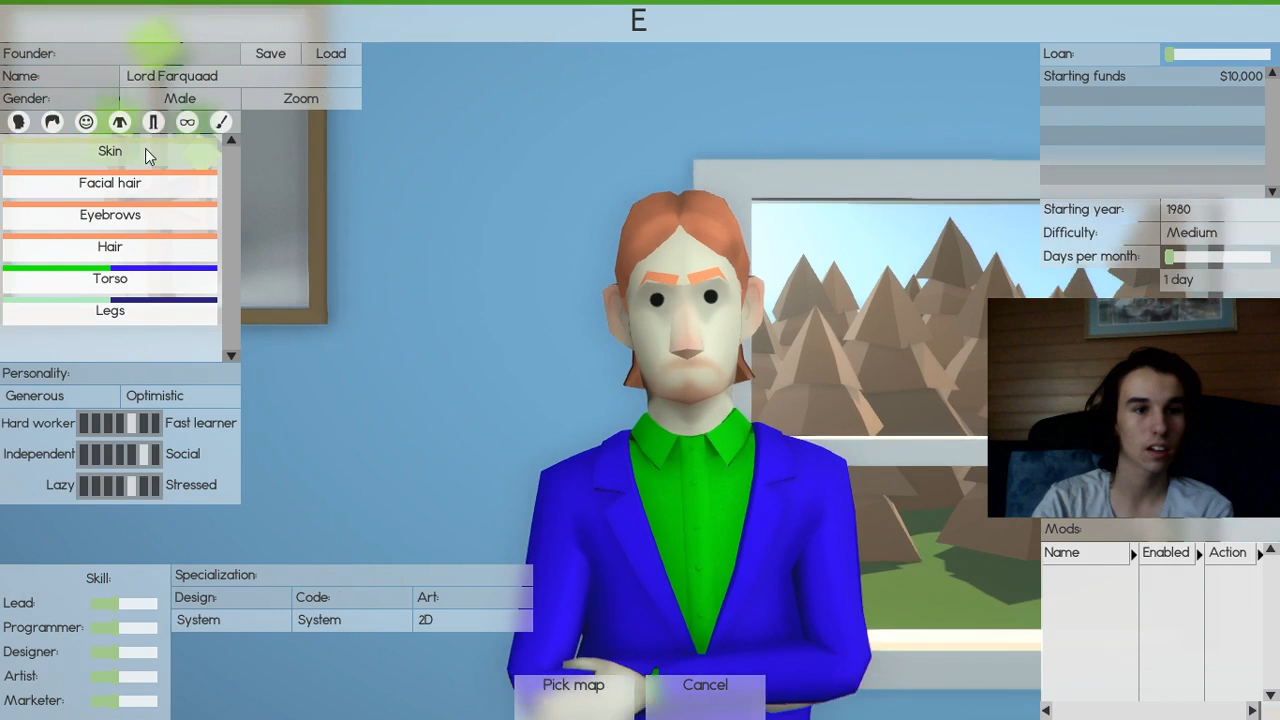 E
Founder:
Save
Load
Name:
Lord Farquaad
Gender:
Male
Zoom
Skin
Facial hair
Eyebrows
Hair
Torso
Legs
Personality:
Generous
Optimistic
Hard worker
Fast learner
Independent
Social
Lazy
Stressed
Skill:
Lead:
Programmer:
Designer:
Artist:
Marketer:
Specialization:
Design:
Code:
Art:
System
System
2D
Pick map
Cancel
Loan:
Starting funds
$10,000
Starting year:
1980
Difficulty:
Medium
Days per month:
1 day
Mods:
Name
Enabled
Action